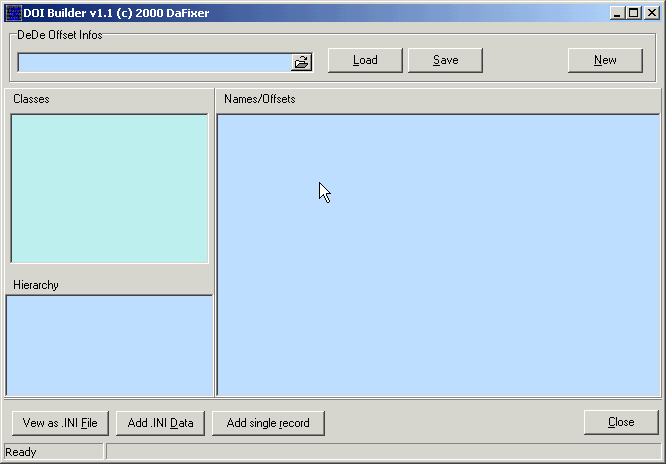 DOI Builder v1.1 (c) 2000 DaFixer
DeDe Offset Infos
Load Save New
Classes Names/Offsets
Hierarchy
Vew as .INI File Add .INI Data Add single record Close
Ready